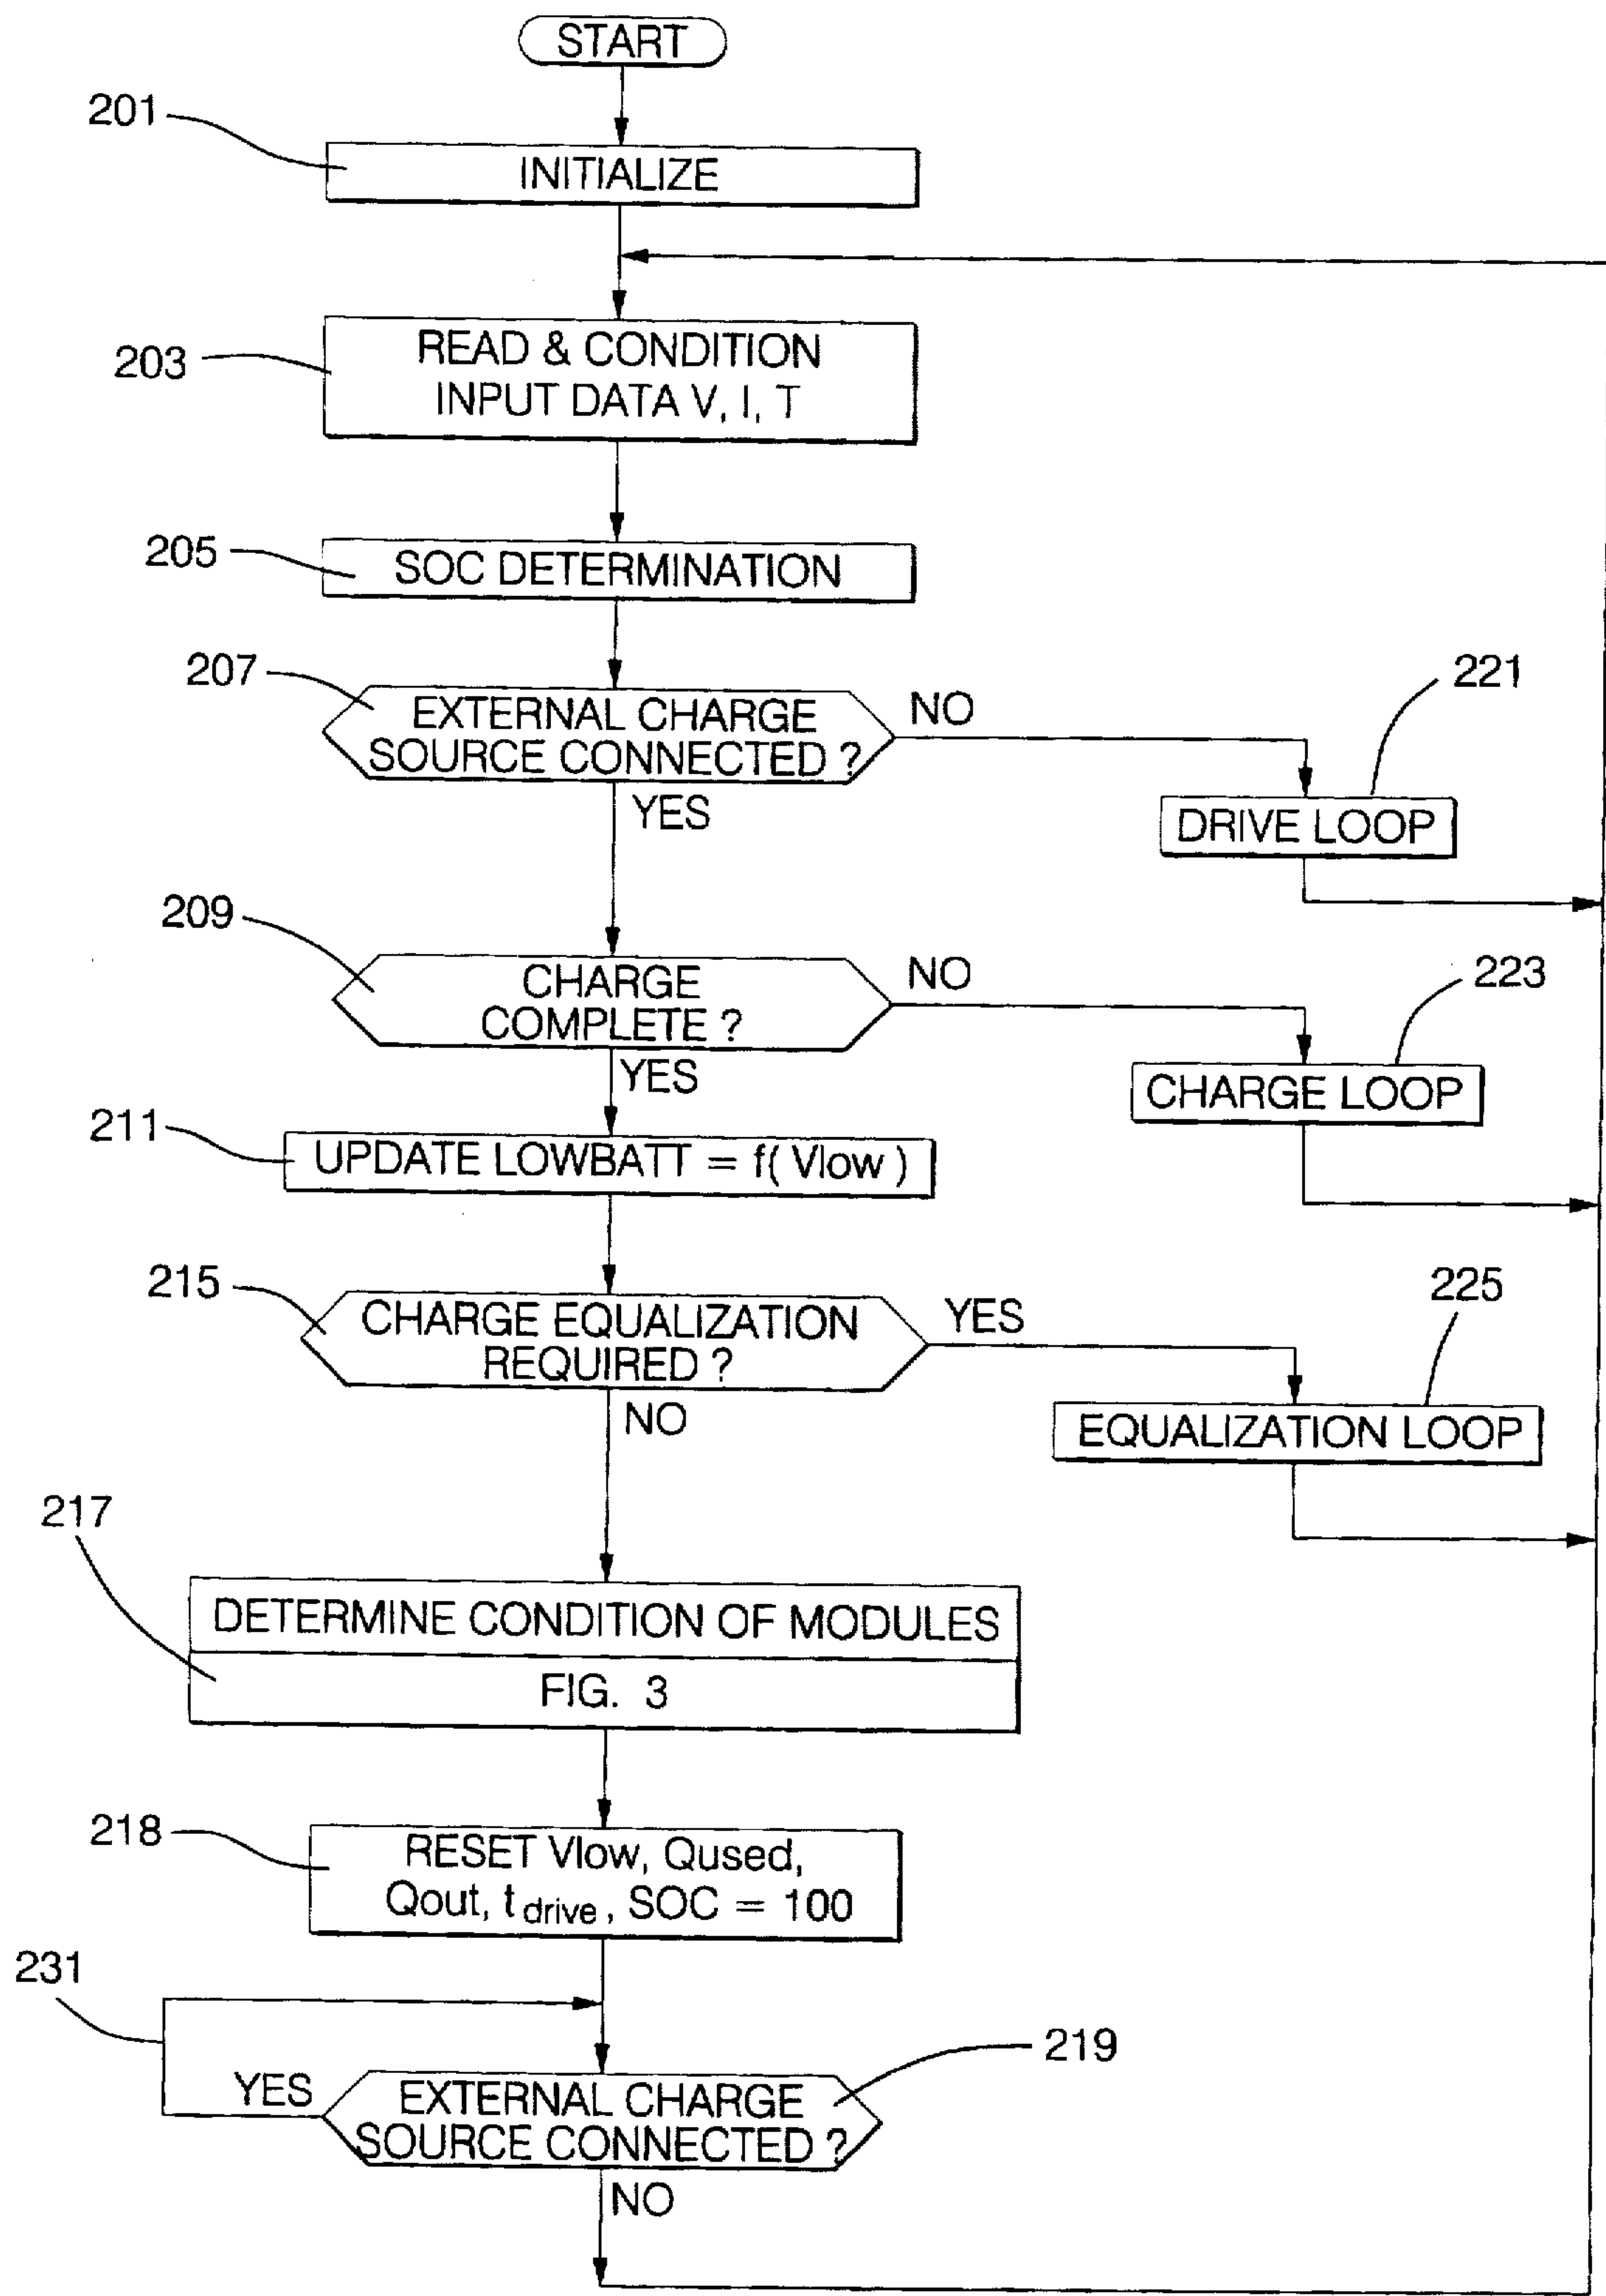 START
201
INITIALIZE
203
READ & CONDITION
INPUT DATA V, I, T
205
SOC DETERMINATION
207
EXTERNAL CHARGE
SOURCE CONNECTED ?
NO
YES
221
DRIVE LOOP
209
CHARGE
COMPLETE ?
NO
YES
223
CHARGE LOOP
211
UPDATE LOWBATT = f( Vlow )
215
CHARGE EQUALIZATION
REQUIRED ?
YES
NO
225
EQUALIZATION LOOP
217
DETERMINE CONDITION OF MODULES
FIG. 3
218
RESET Vlow, Qused,
Qout, tdrive, SOC = 100
231
219
YES
EXTERNAL CHARGE
SOURCE CONNECTED ?
NO